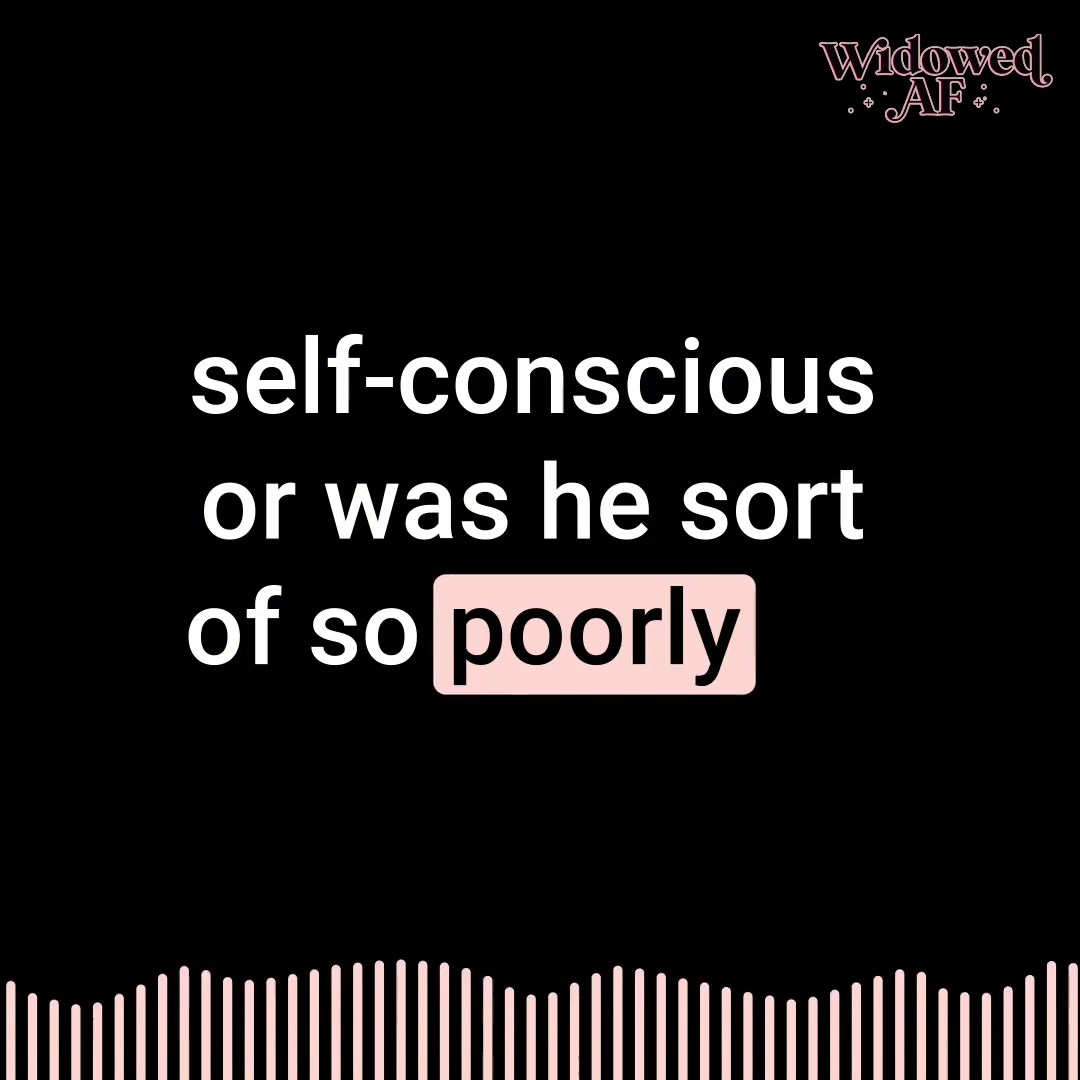 Widowed
AF
self-conscious
or was he sort
of so poorly